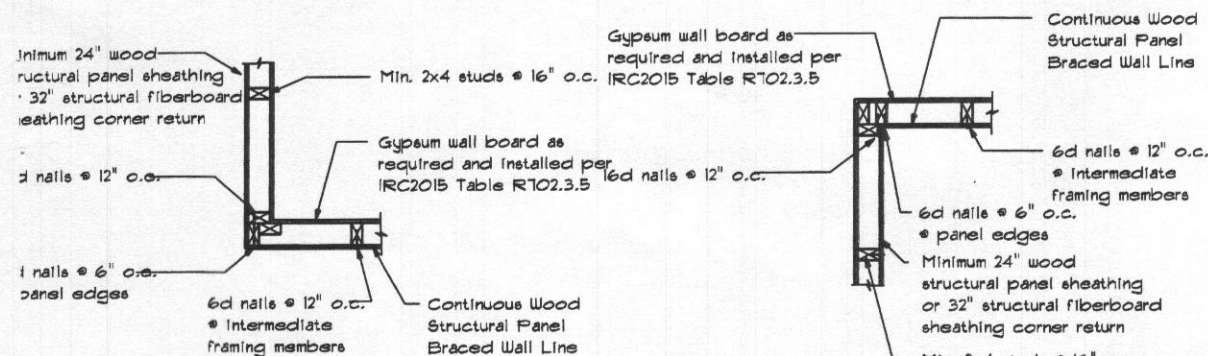 wood
structural panel sheathing
32" structural fiberboard
sheathing corner return
Min. 2x4 studs @ 16" o.c.
Gypsum wall board as
required and installed per
IRC2015 Table R702.3.5
nails @ 12" o.c.
nails @ 6" o.c.
panel edges
6d nails @ 12" o.c.
@ intermediate
framing members
Continuous Wood
Structural Panel
Braced Wall Line
Gypsum wall board as
required and installed per
IRC2015 Table R702.3.5
Continuous Wood
Structural Panel
Braced Wall Line
16d nails @ 12" o.c.
6d nails @ 12" o.c.
@ intermediate
framing members
6d nails @ 6" o.c.
@ panel edges
Minimum 24" wood
structural panel sheathing
or 32" structural fiberboard
sheathing corner return